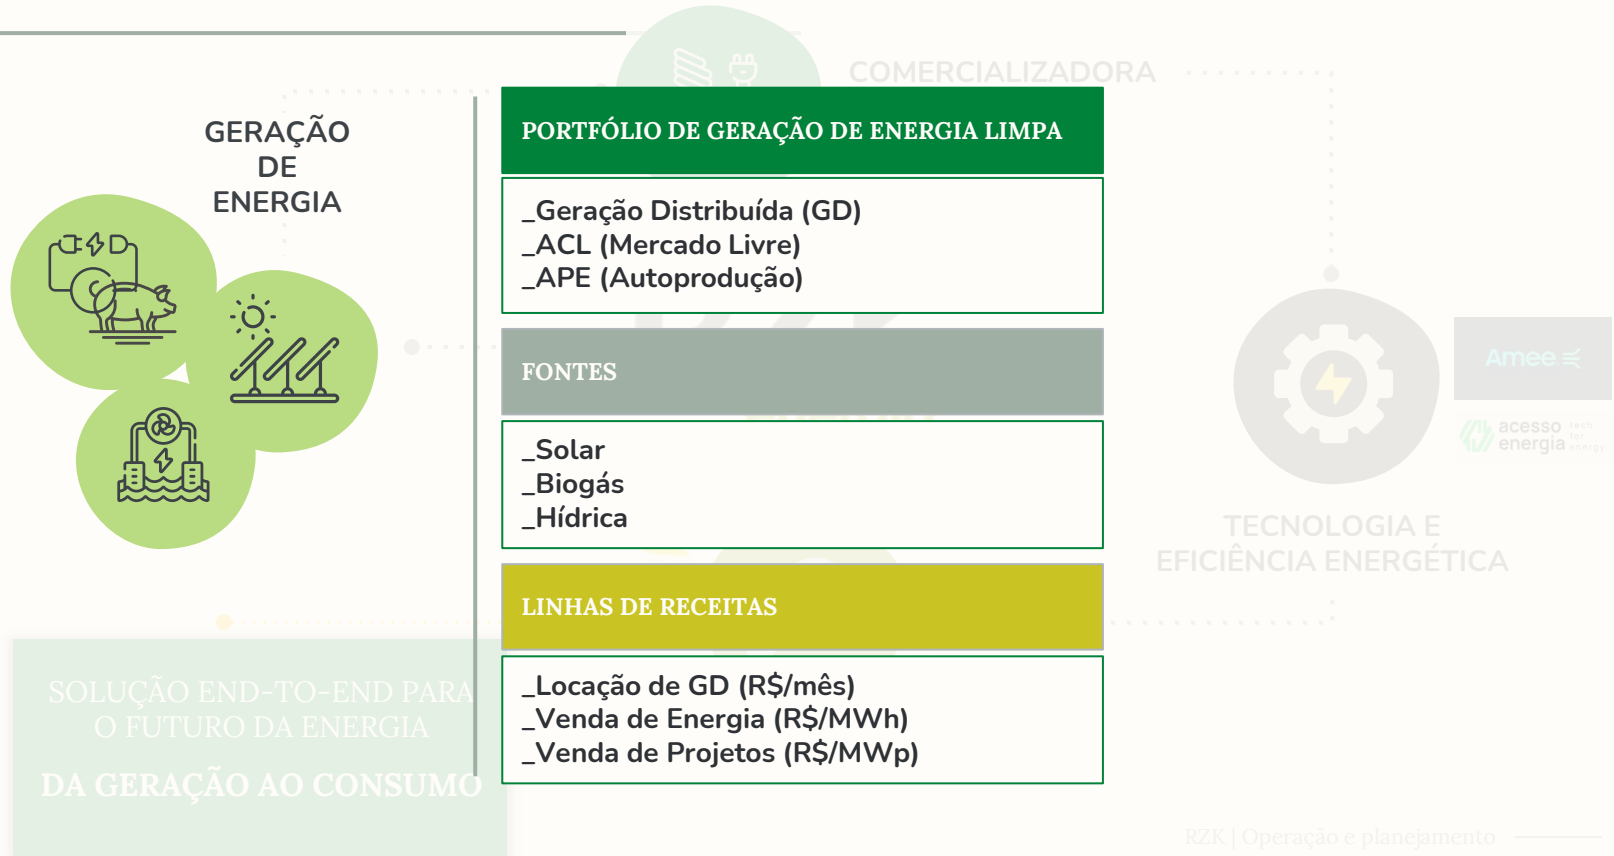 COMERCIALIZADORA
GERAÇÃO
DE
ENERGIA
PORTFÓLIO DE GERAÇÃO DE ENERGIA LIMPA
_Geração Distribuída (GD)
_ACL (Mercado Livre)
_APE (Autoprodução)
FONTES
_Solar
_Biogás
_Hídrica
LINHAS DE RECEITAS
_Locação de GD (R$/mês)
_Venda de Energia (R$/MWh)
_Venda de Projetos (R$/MWp)
Amee
acesso
energia
tech
for
energy
TECNOLOGIA E
EFICIÊNCIA ENERGÉTICA
SOLUÇÃO END-TO-END PARA
O FUTURO DA ENERGIA
DA GERAÇÃO AO CONSUMO
RZK | Operação e planejamento